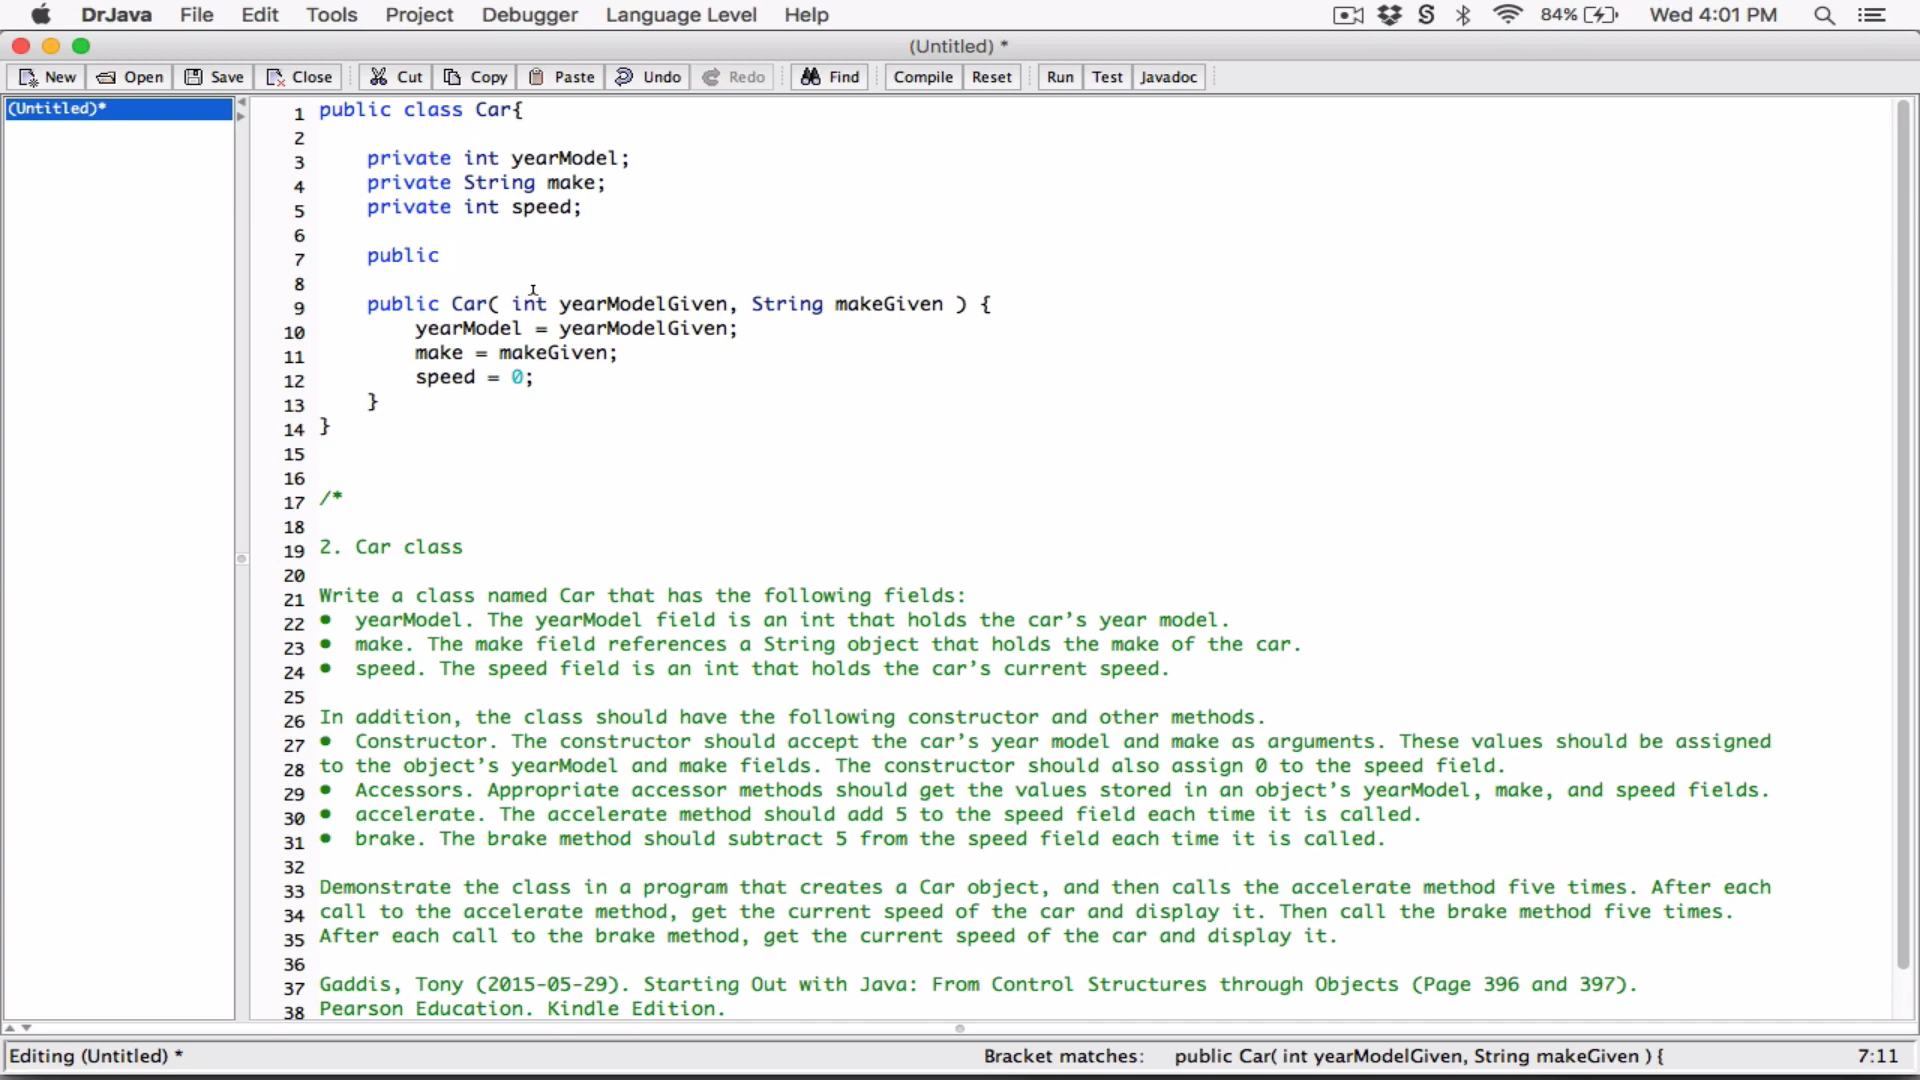 DrJava File Edit Tools Project Debugger Language Level Help 84% Wed 4:01 PM
(Untitled) *
New Open Save Close Cut Copy Paste Undo Redo Find Compile Reset Run Test Javadoc
(Untitled)*
1 public class Car{
2
3 private int yearModel;
4 private String make;
5 private int speed;
6
7 public
8
9 public Car( int yearModelGiven, String makeGiven ) {
10 yearModel = yearModelGiven;
11 make = makeGiven;
12 speed = 0;
13 }
14 }
15
16
17 /*
18
19 2. Car class
20
21 Write a class named Car that has the following fields:
22 • yearModel. The yearModel field is an int that holds the car’s year model.
23 • make. The make field references a String object that holds the make of the car.
24 • speed. The speed field is an int that holds the car’s current speed.
25
26 In addition, the class should have the following constructor and other methods.
27 • Constructor. The constructor should accept the car’s year model and make as arguments. These values should be assigned
28 to the object’s yearModel and make fields. The constructor should also assign 0 to the speed field.
29 • Accessors. Appropriate accessor methods should get the values stored in an object’s yearModel, make, and speed fields.
30 • accelerate. The accelerate method should add 5 to the speed field each time it is called.
31 • brake. The brake method should subtract 5 from the speed field each time it is called.
32
33 Demonstrate the class in a program that creates a Car object, and then calls the accelerate method five times. After each
34 call to the accelerate method, get the current speed of the car and display it. Then call the brake method five times.
35 After each call to the brake method, get the current speed of the car and display it.
36
37 Gaddis, Tony (2015-05-29). Starting Out with Java: From Control Structures through Objects (Page 396 and 397).
38 Pearson Education. Kindle Edition.
Editing (Untitled) * Bracket matches: public Car( int yearModelGiven, String makeGiven ) { 7:11